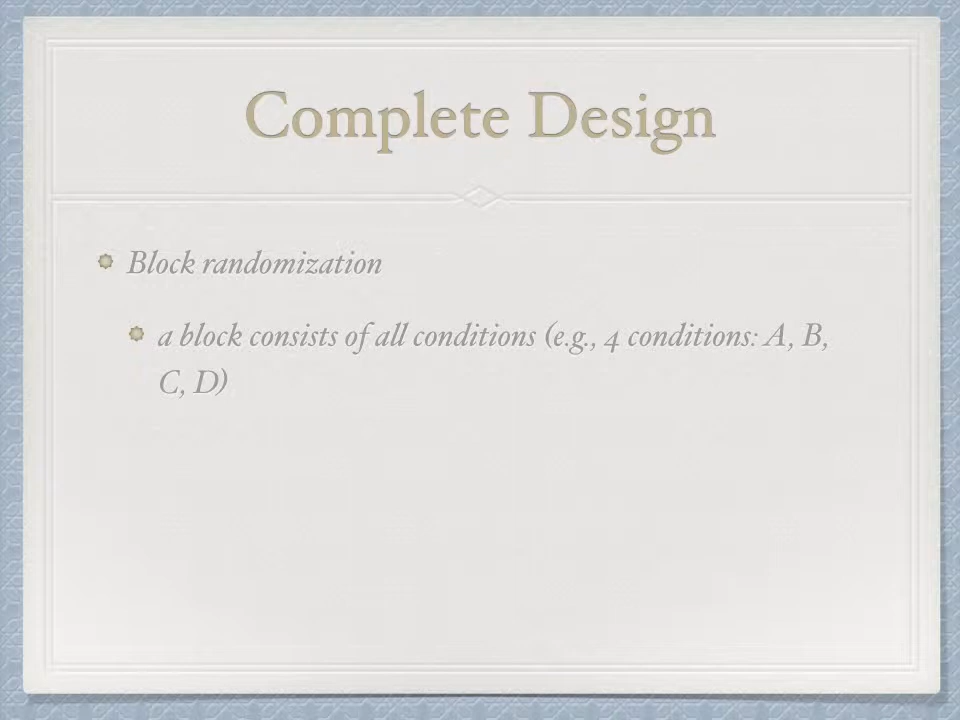 Complete Design
Block randomization
a block consists of all conditions (e.g., 4 conditions: A, B,
C, D)